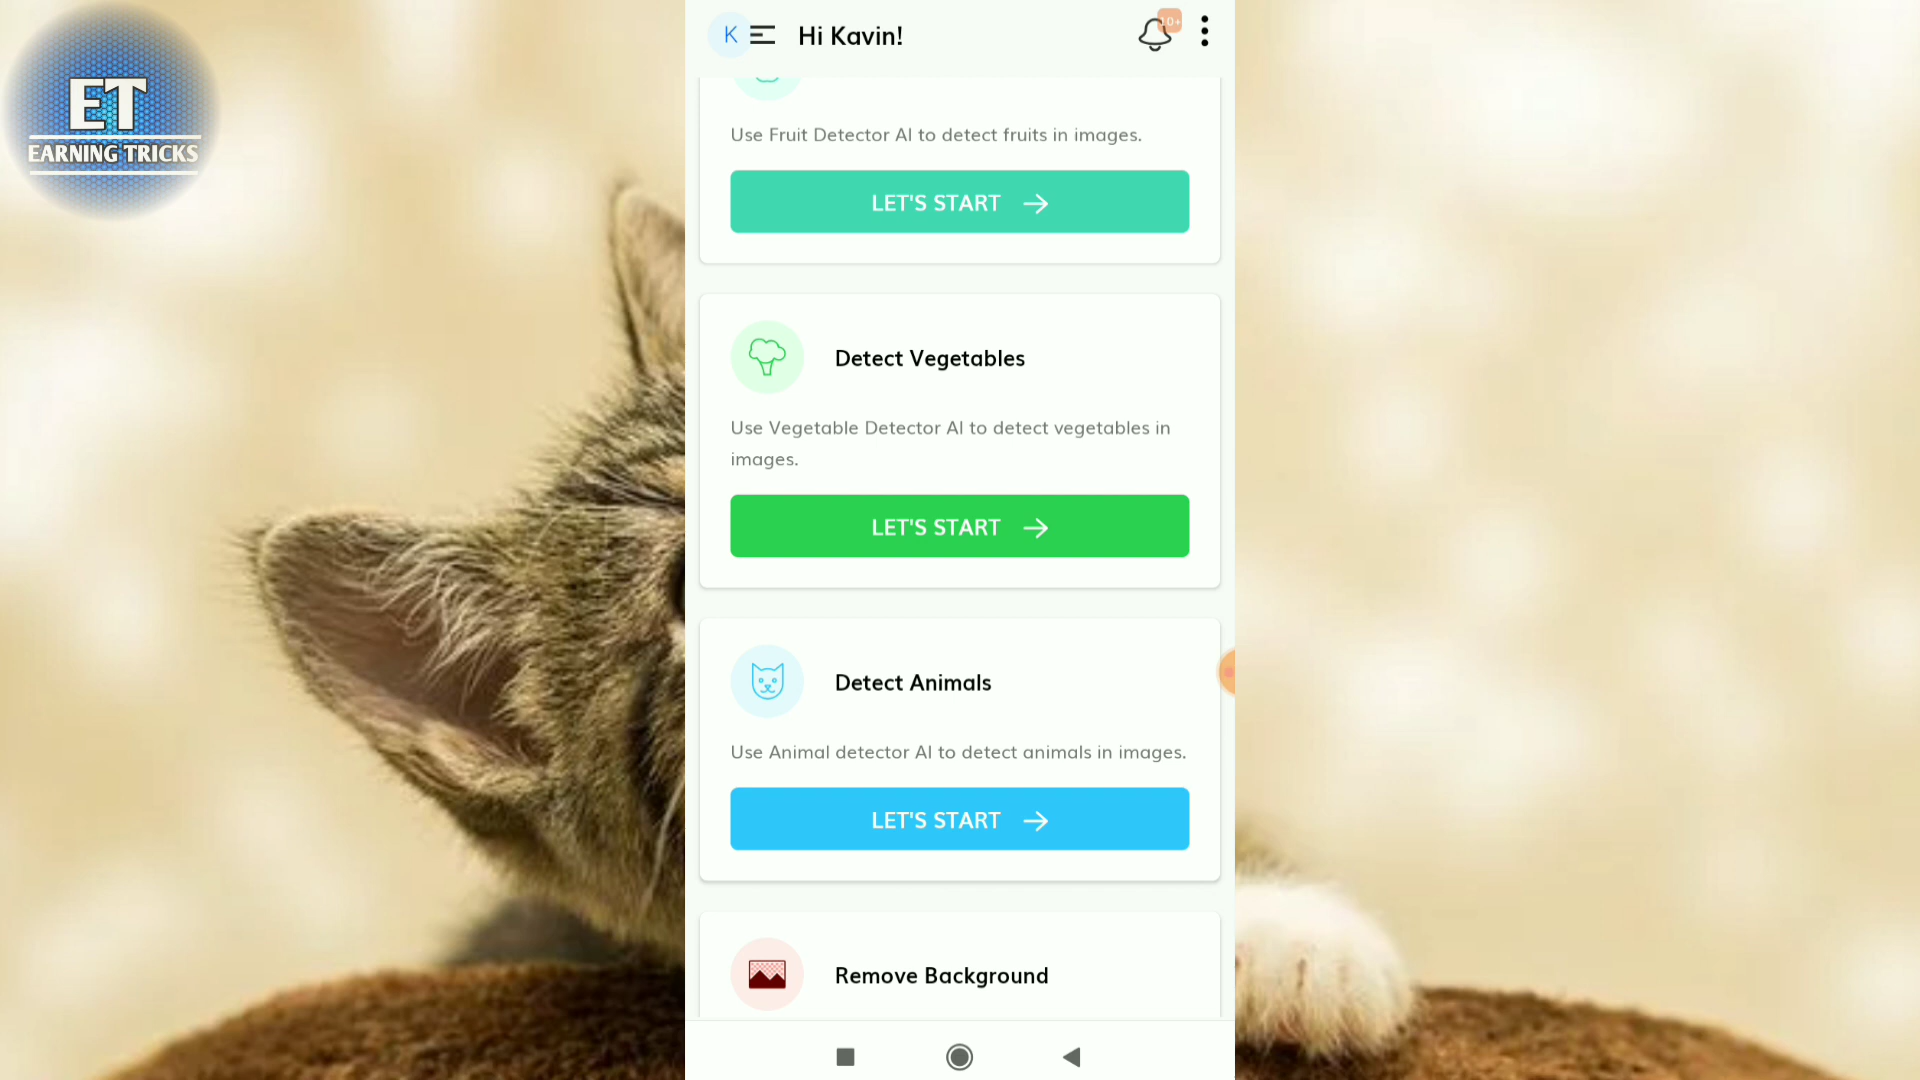 ET
EARNING TRICKS
K
Hi Kavin!
10+
Use Fruit Detector AI to detect fruits in images.
LET'S START
Detect Vegetables
Use Vegetable Detector AI to detect vegetables in
images.
LET'S START
Detect Animals
Use Animal detector AI to detect animals in images.
LET'S START
Remove Background